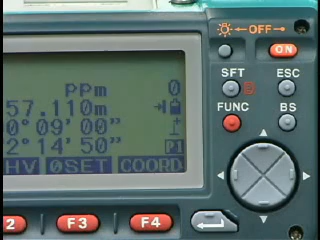 OFF
ON
ppm 0
57.110m
0°09'00"
2°14'50" P1
HV 0SET COORD
SFT ESC
FUNC BS
2 F3 F4